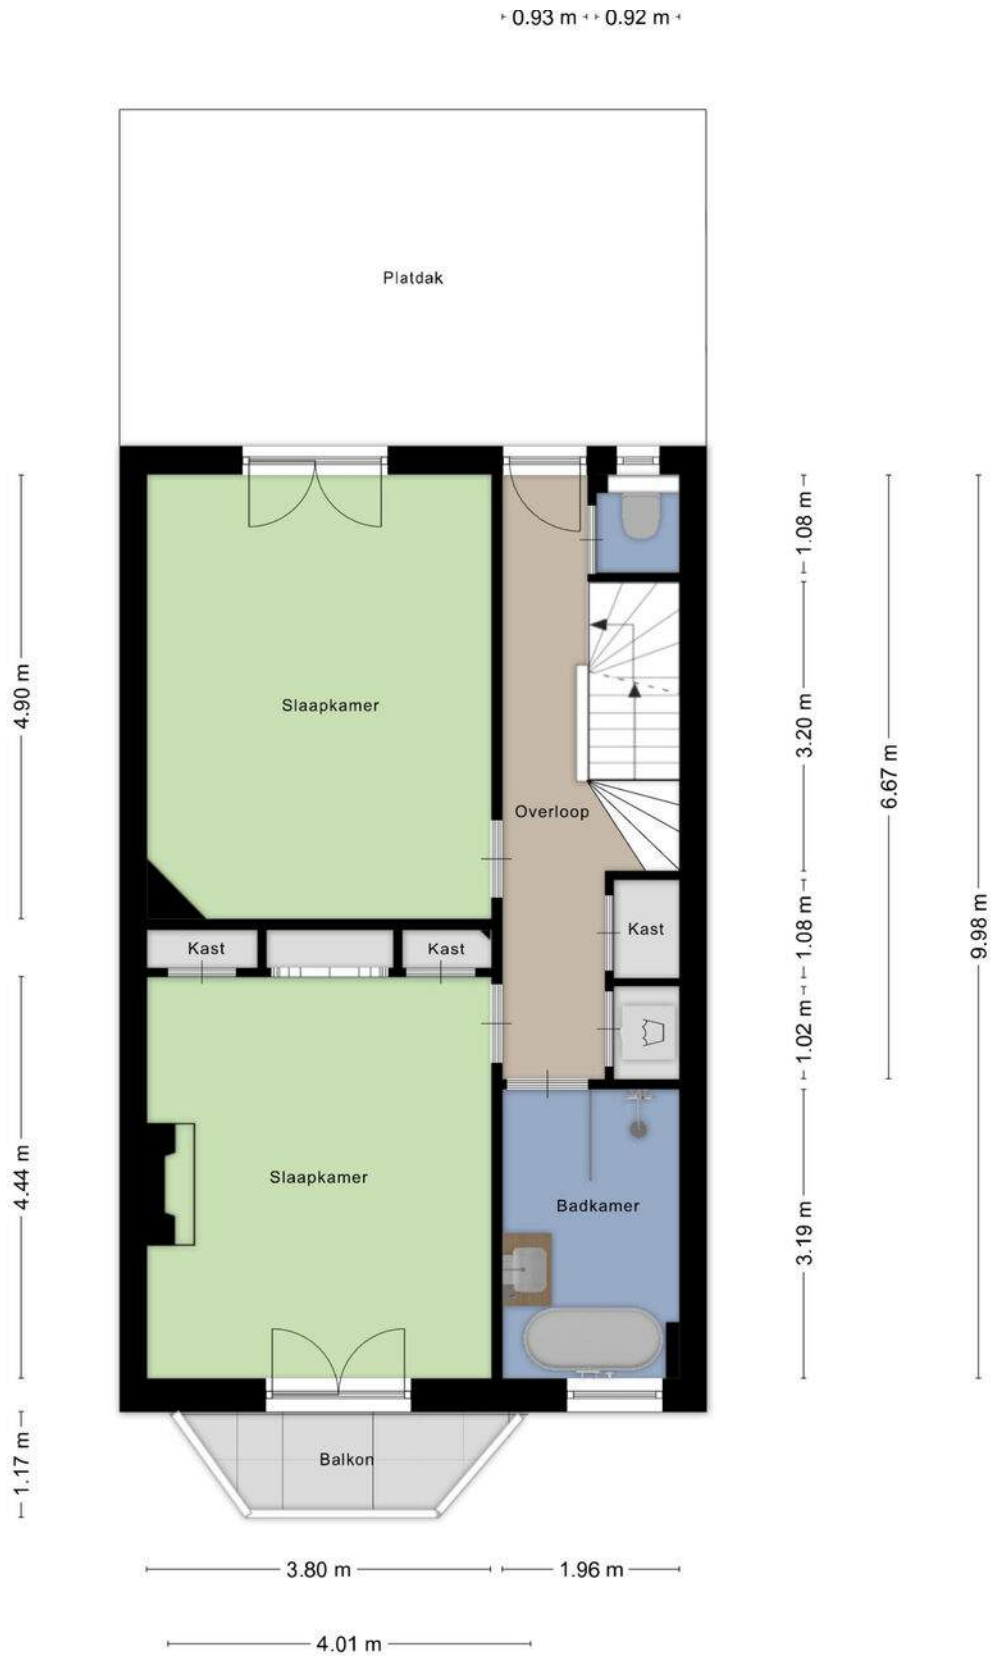 0.93 m
0.92 m
Platdak
1.08 m
4.90 m
Slaapkamer
3.20 m
6.67 m
Overloop
9.98 m
Kast
Kast
Kast
1.08 m
1.02 m
4.44 m
Slaapkamer
Badkamer
3.19 m
1.17 m
Balkon
3.80 m
1.96 m
4.01 m